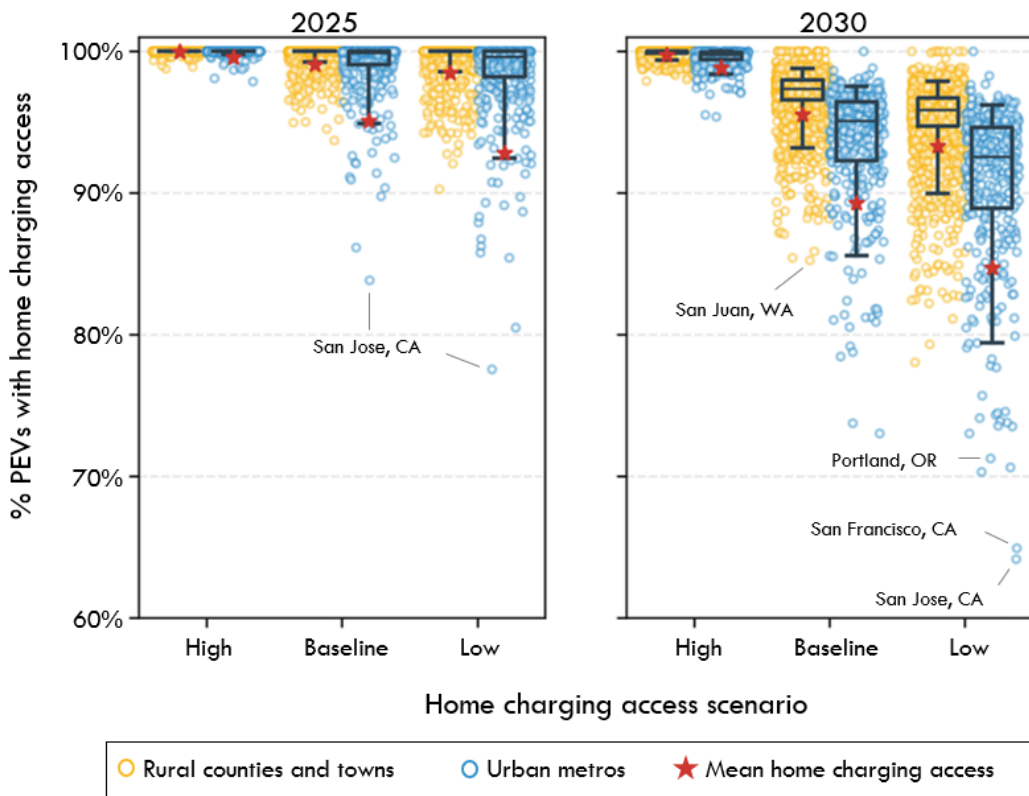 2025
2030
% PEVs with home charging access
100%
90%
80%
70%
60%
San Jose, CA
San Juan, WA
Portland, OR
San Francisco, CA
San Jose, CA
High
Baseline
Low
High
Baseline
Low
Home charging access scenario
Rural counties and towns
Urban metros
Mean home charging access